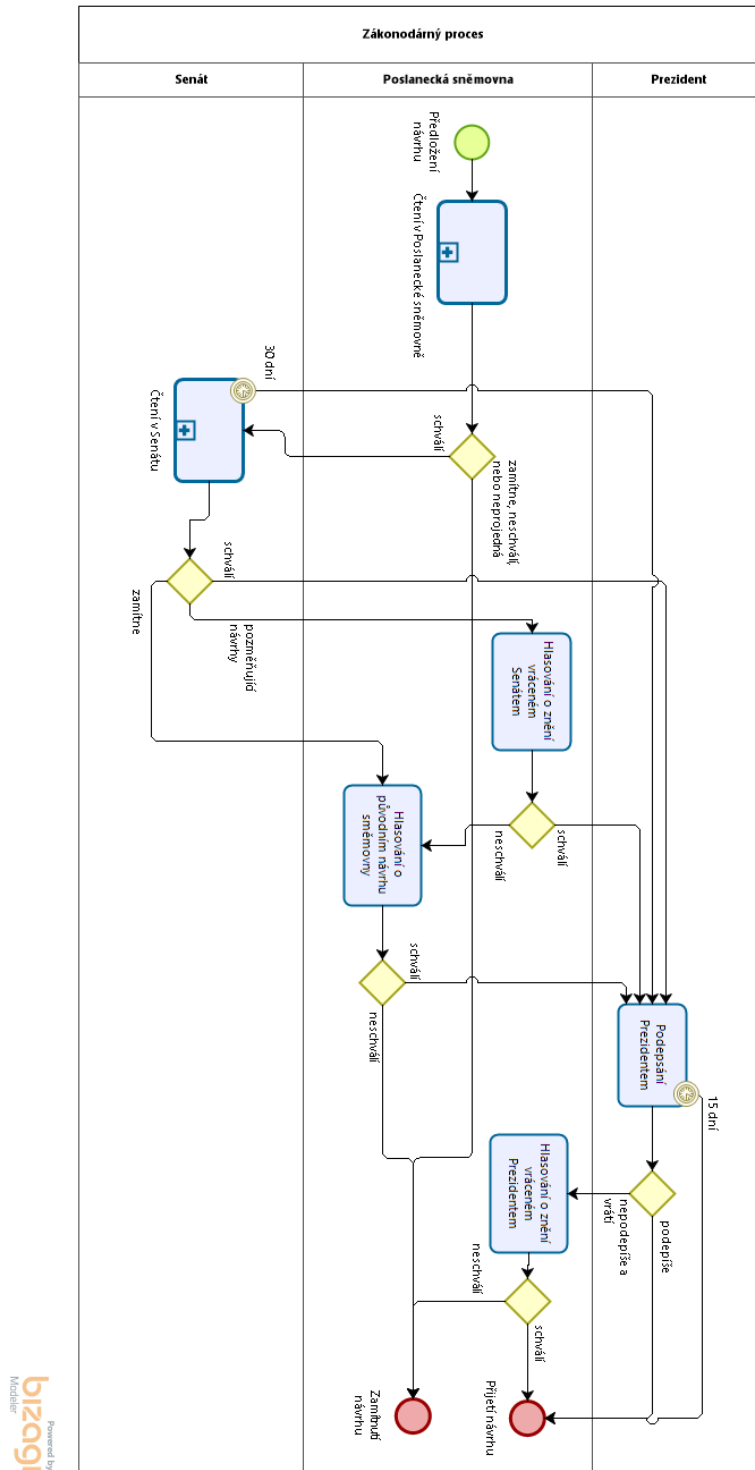 Zákonodárný proces
Senát
Poslanecká sněmovna
Prezident
Předložení
návrhu
Čtení v Poslanecké sněmovně
30 dní
Čtení v Senátu
schválí
zamítne, neschválí,
nebo neprojedná
schválí
zamítne
pozměňující
návrhy
Hlasování o znění
vráceném
Senátem
schválí
neschválí
Hlasování o
původním návrhu
směmovny
schválí
neschválí
Podepsání
Prezidentem
15 dní
podepíše
nepodepíše a
vrátí
Hlasování o znění
vráceném
Prezidentem
neschválí
schválí
Přijetí návrhu
Zamítnutí
návrhu
Powered by
bizagi
Modeler